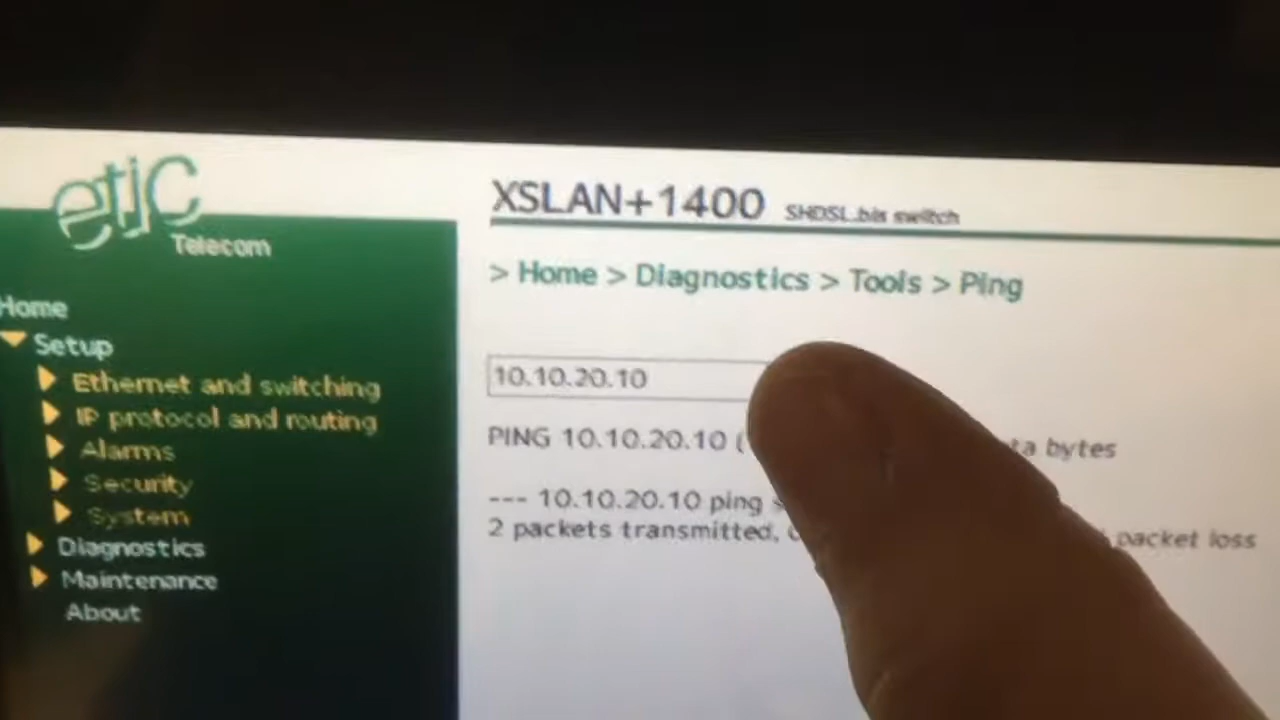 etic
Telecom
XSLAN+1400 SHDSL.bis switch
> Home > Diagnostics > Tools > Ping
Home
Setup
Ethernet and switching
IP protocol and routing
Alarms
Security
System
Diagnostics
Maintenance
About
10.10.20.10
PING 10.10.20.10 ( bytes
--- 10.10.20.10 ping
2 packets transmitted, packet loss